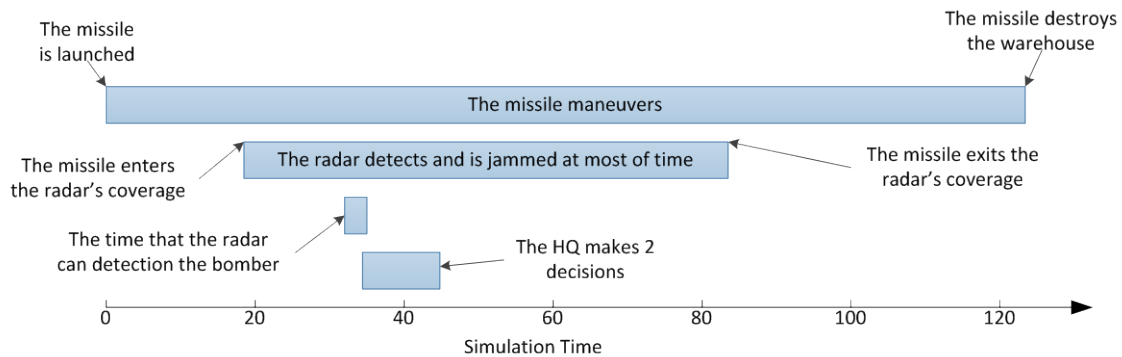 The missile
is launched
The missile destroys
the warehouse
The missile maneuvers
The missile enters
the radar's coverage
The radar detects and is jammed at most of time
The missile exits the
radar's coverage
The time that the radar
can detection the bomber
The HQ makes 2
decisions
0 20 40 60 80 100 120
Simulation Time